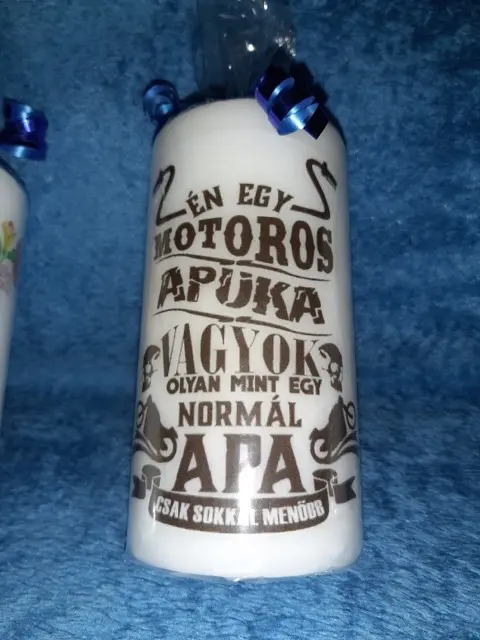 ÉN EGY
MOTOROS
APUKA
VAGYOK
OLYAN MINT EGY
NORMÁL
APA
CSAK SOKKAL MENŐBB